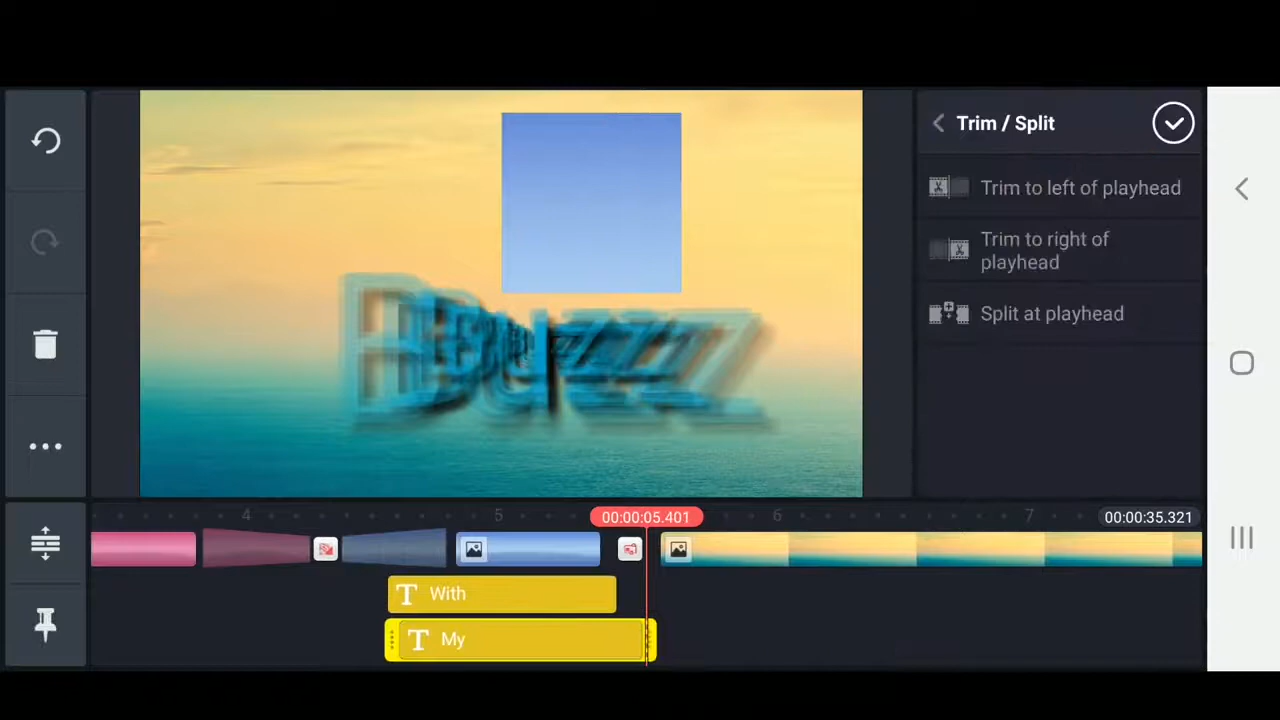 Trim / Split
Trim to left of playhead
Trim to right of
playhead
Split at playhead
Buzz
4
5
00:00:05.401
6
7
00:00:35.321
With
My